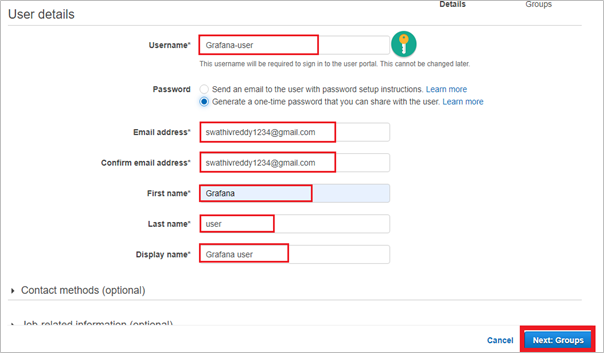 Details
Groups
User details
Username* Grafana-user
This username will be required to sign in to the user portal. This cannot be changed later.
Password Send an email to the user with password setup instructions. Learn more
Generate a one-time password that you can share with the user. Learn more
Email address* swathivreddy1234@gmail.com
Confirm email address* swathivreddy1234@gmail.com
First name* Grafana
Last name* user
Display name* Grafana user
Contact methods (optional)
Job-related information (optional)
Cancel
Next: Groups